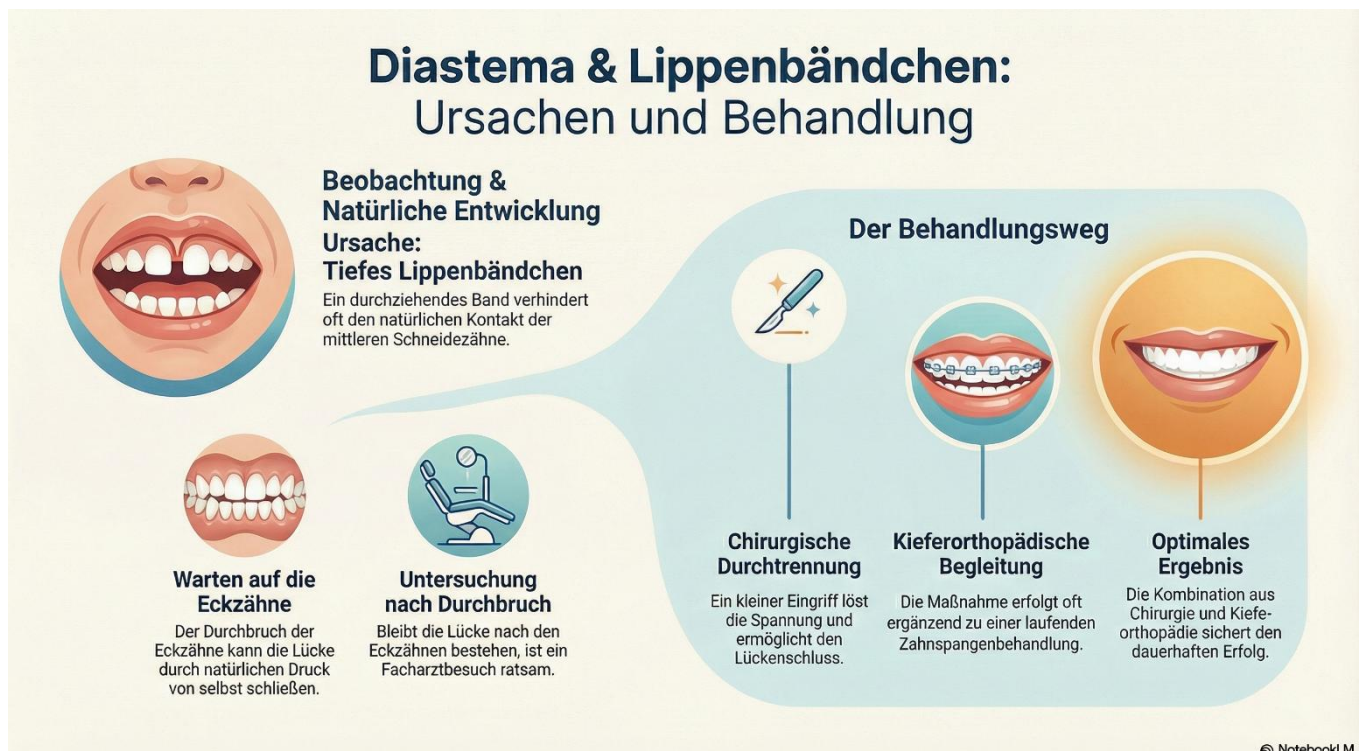 Diastema & Lippenbändchen:
Ursachen und Behandlung
Beobachtung &
Natürliche Entwicklung
Ursache:
Tiefes Lippenbändchen
Ein durchziehendes Band verhindert
oft den natürlichen Kontakt der
mittleren Schneidezähne.
Warten auf die
Eckzähne
Der Durchbruch der
Eckzähne kann die Lücke
durch natürlichen Druck
von selbst schließen.
Untersuchung
nach Durchbruch
Bleibt die Lücke nach den
Eckzähnen bestehen, ist ein
Facharztbesuch ratsam.
Der Behandlungsweg
Chirurgische
Durchtrennung
Ein kleiner Eingriff löst
die Spannung und
ermöglicht den
Lückenschluss.
Kieferorthopädische
Begleitung
Die Maßnahme erfolgt oft
ergänzend zu einer laufenden
Zahnspangenbehandlung.
Optimales
Ergebnis
Die Kombination aus
Chirurgie und Kiefe-
orthopädie sichert den
dauerhaften Erfolg.
NotebookLM